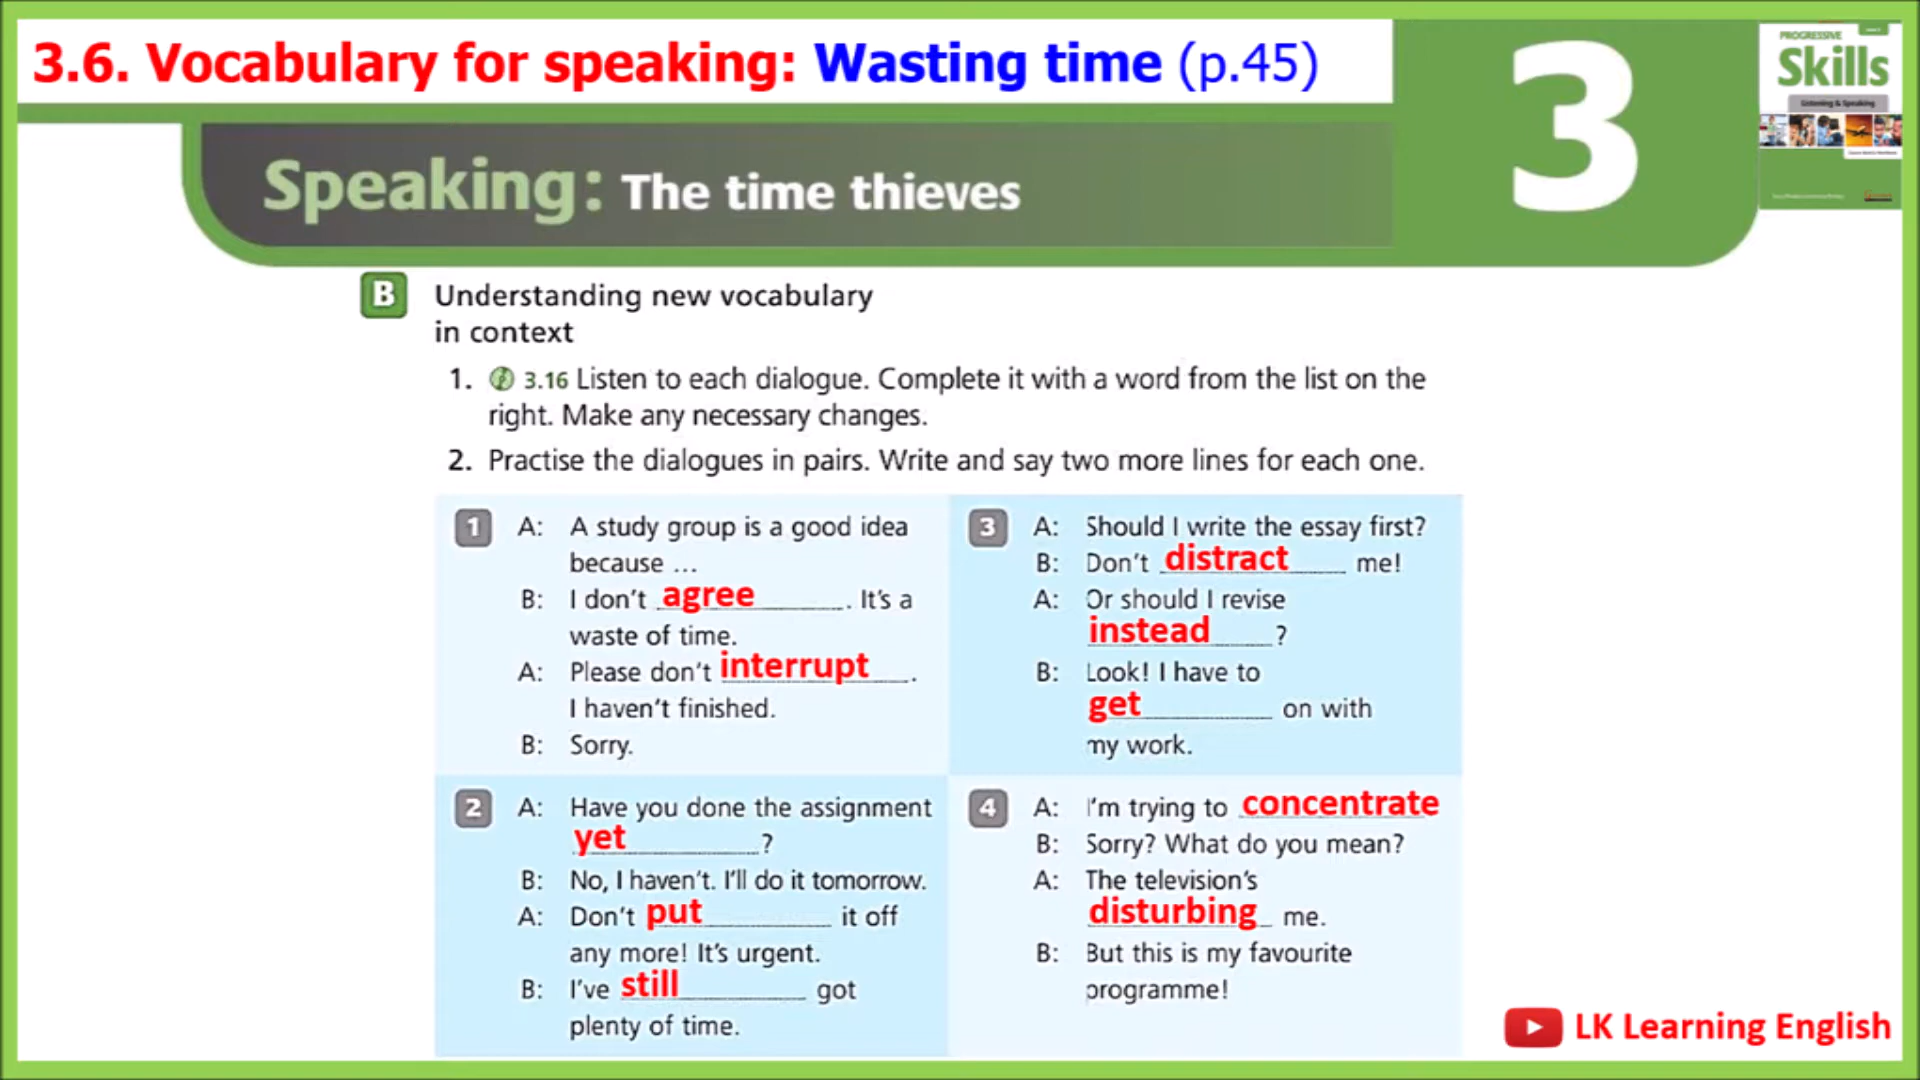 3.6. Vocabulary for speaking: Wasting time (p.45)
3
PROGRESSIVE
Skills
Listening & Speaking
Speaking: The time thieves
B Understanding new vocabulary
in context
1. 3.16 Listen to each dialogue. Complete it with a word from the list on the
right. Make any necessary changes.
2. Practise the dialogues in pairs. Write and say two more lines for each one.
1 A: A study group is a good idea
because ...
B: I don't agree. It's a
waste of time.
A: Please don't interrupt.
I haven't finished.
B: Sorry.
2 A: Have you done the assignment
yet?
B: No, I haven't. I'll do it tomorrow.
A: Don't put it off
any more! It's urgent.
B: I've still got
plenty of time.
3 A: Should I write the essay first?
B: Don't distract me!
A: Or should I revise
instead?
B: Look! I have to
get on with
my work.
4 A: I'm trying to concentrate
B: Sorry? What do you mean?
A: The television's
disturbing me.
B: But this is my favourite
programme!
LK Learning English